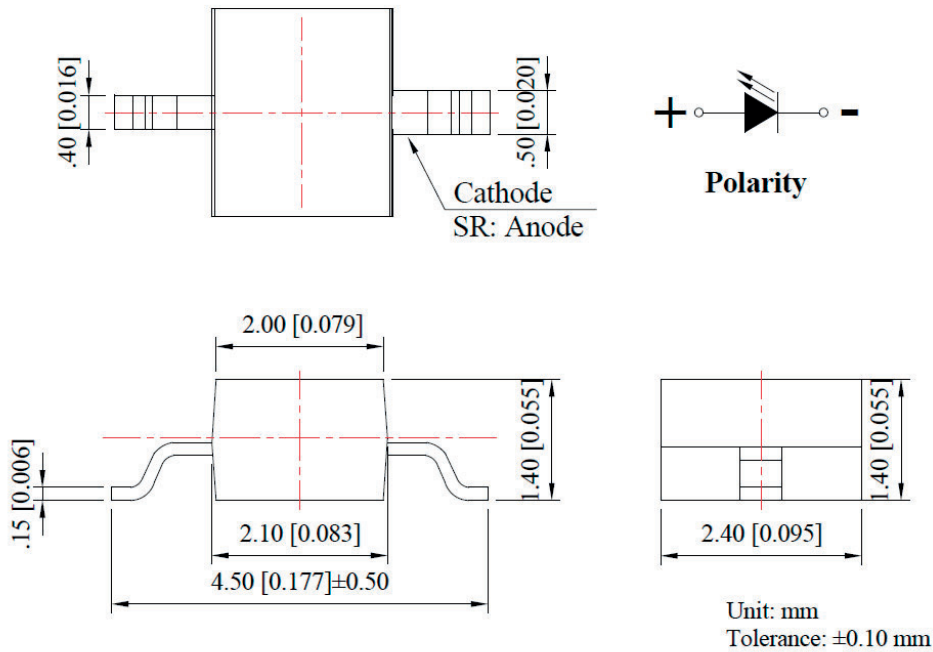 .40 [0.016]
.50 [0.020]
Cathode
SR: Anode
+
-
Polarity
2.00 [0.079]
1.40 [0.055]
.15 [0.006]
2.10 [0.083]
4.50 [0.177]±0.50
1.40 [0.055]
2.40 [0.095]
Unit: mm
Tolerance: ±0.10 mm